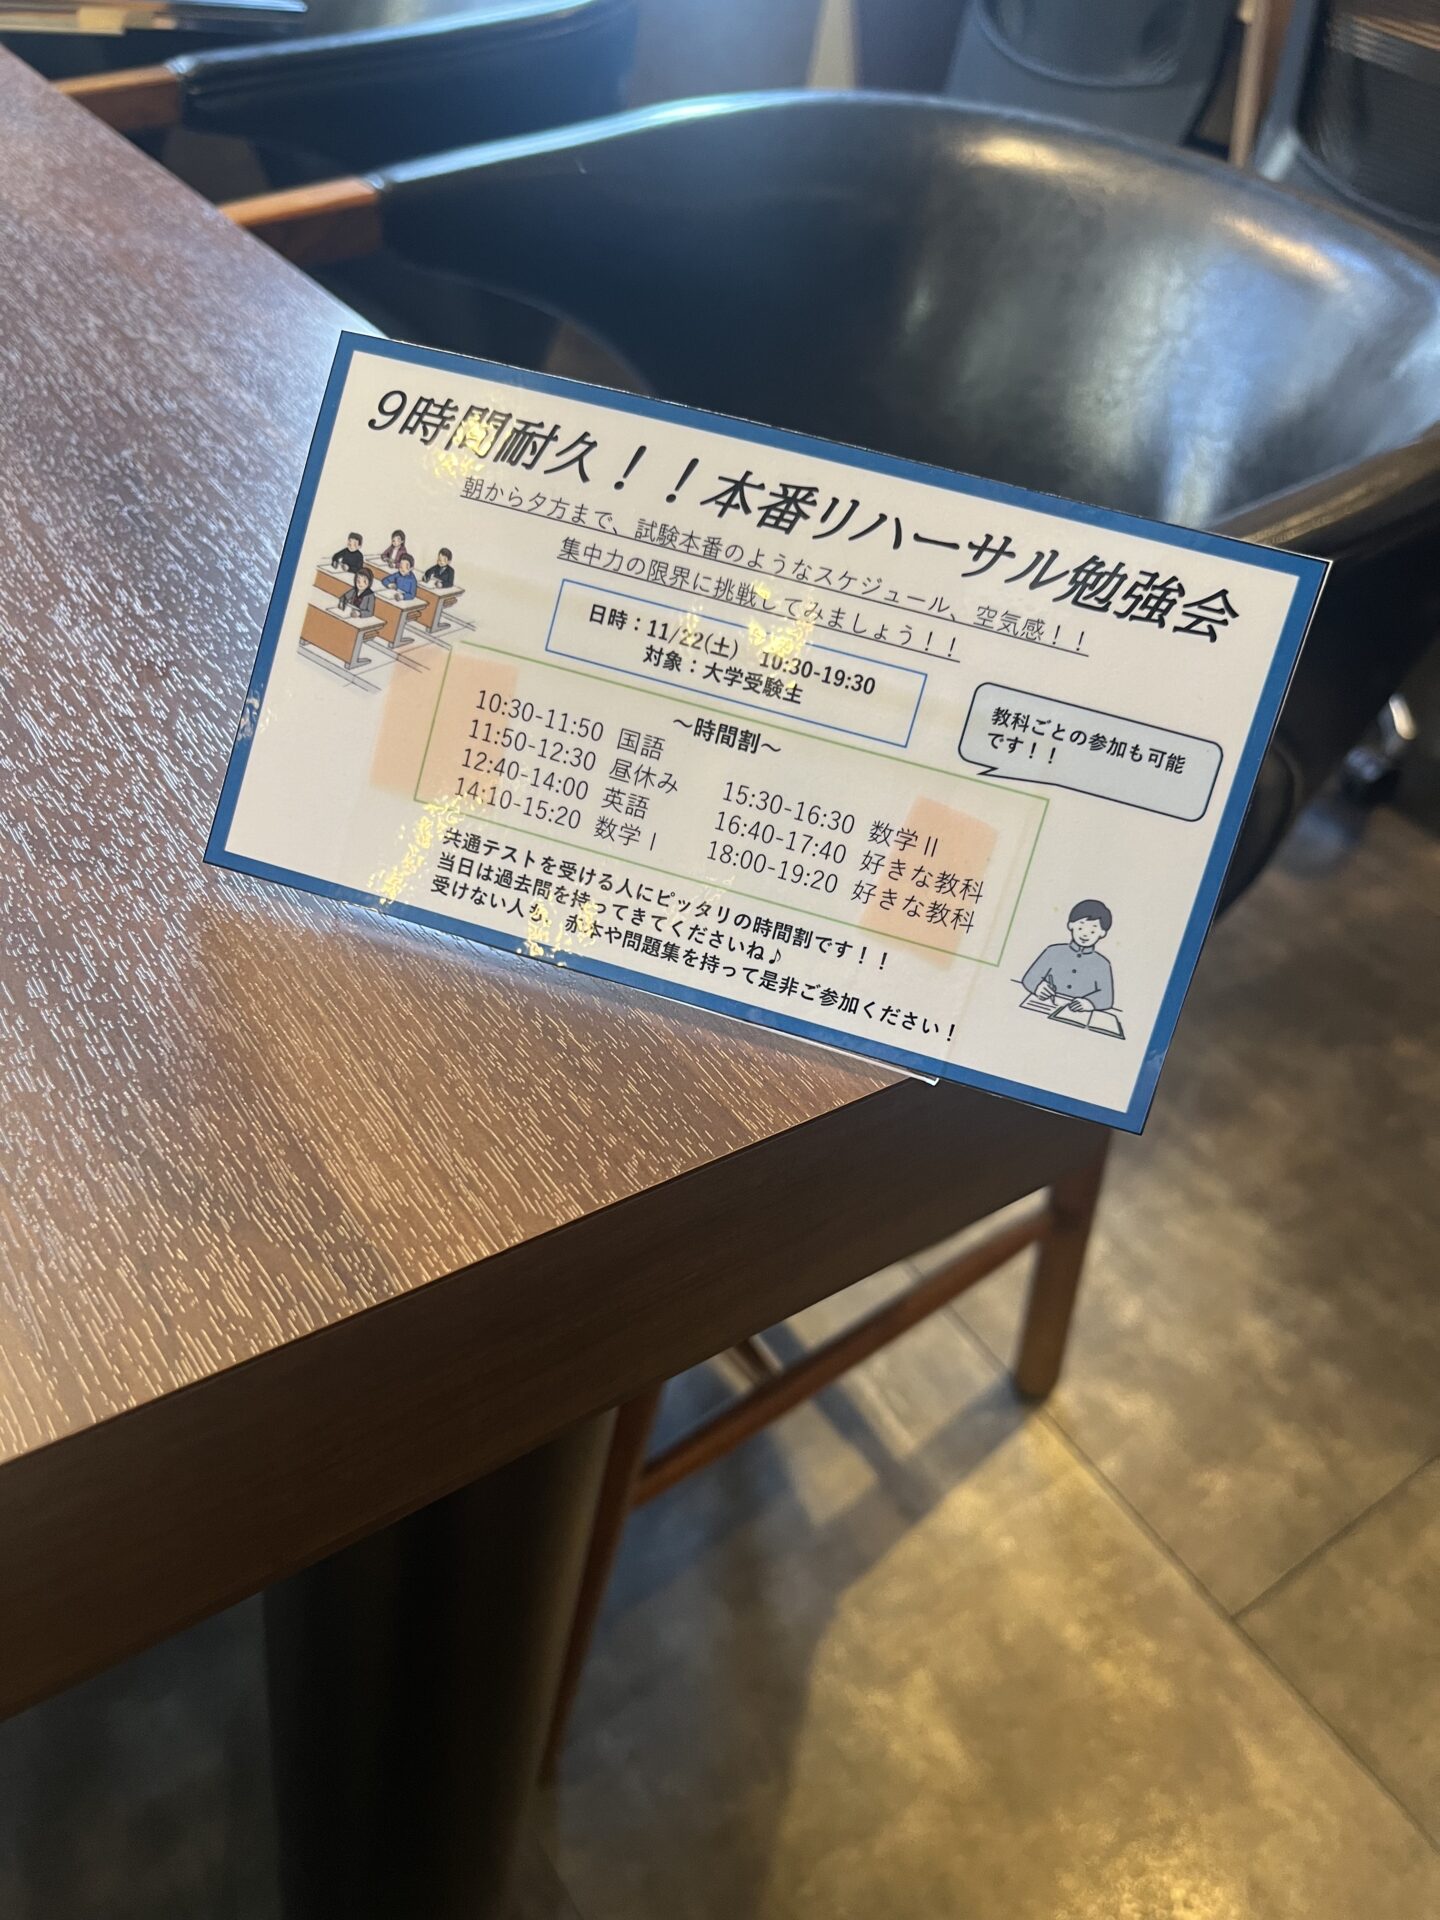 9時間耐久！！本番リハーサル勉強会
朝から夕方まで、試験本番のようなスケジュール、空気感！！
集中力の限界に挑戦してみましょう！！
日時：11/22(土) 10:30-19:30
対象：大学受験生
教科ごとの参加も可能
です！！
～時間割～
10:30-11:50 国語
11:50-12:30 昼休み
12:40-14:00 英語
14:10-15:20 数学Ⅰ
15:30-16:30 数学Ⅱ
16:40-17:40 好きな教科
18:00-19:20 好きな教科
共通テストを受ける人にピッタリの時間割です！！
当日は過去問を持ってきてくださいね♪
受けない人も、赤本や問題集を持って是非ご参加ください！